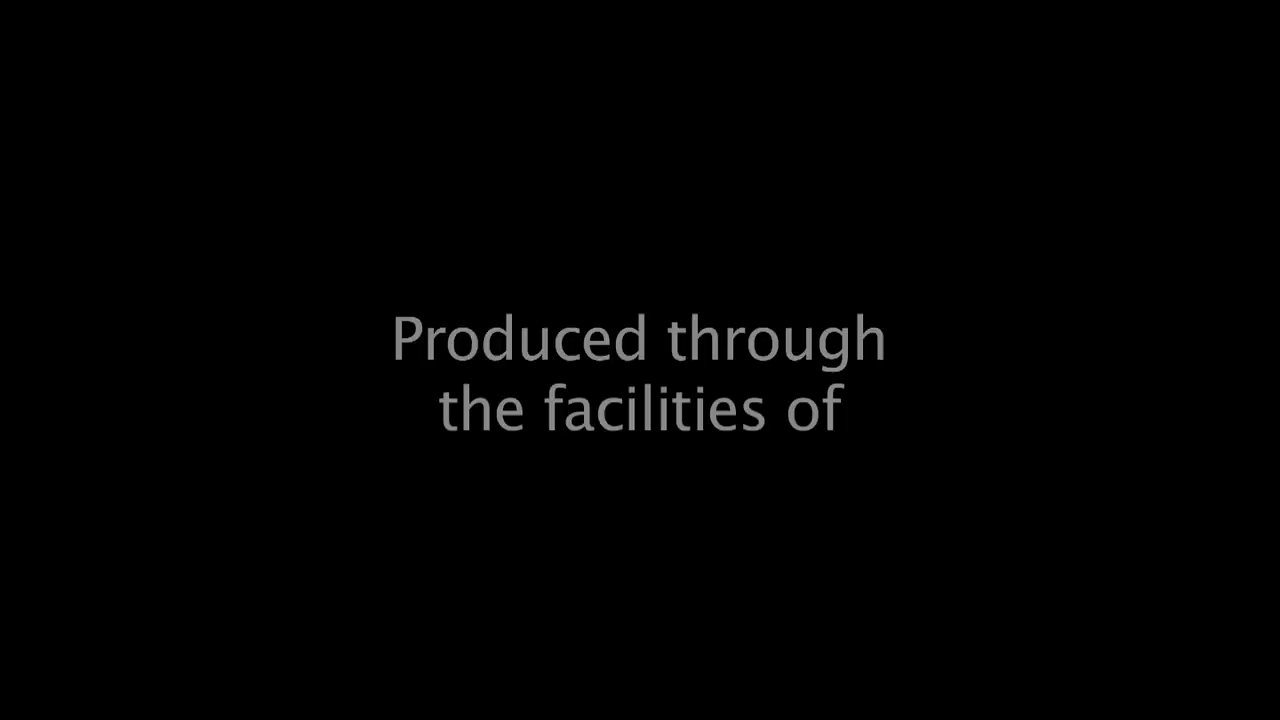 Produced through
the facilities of